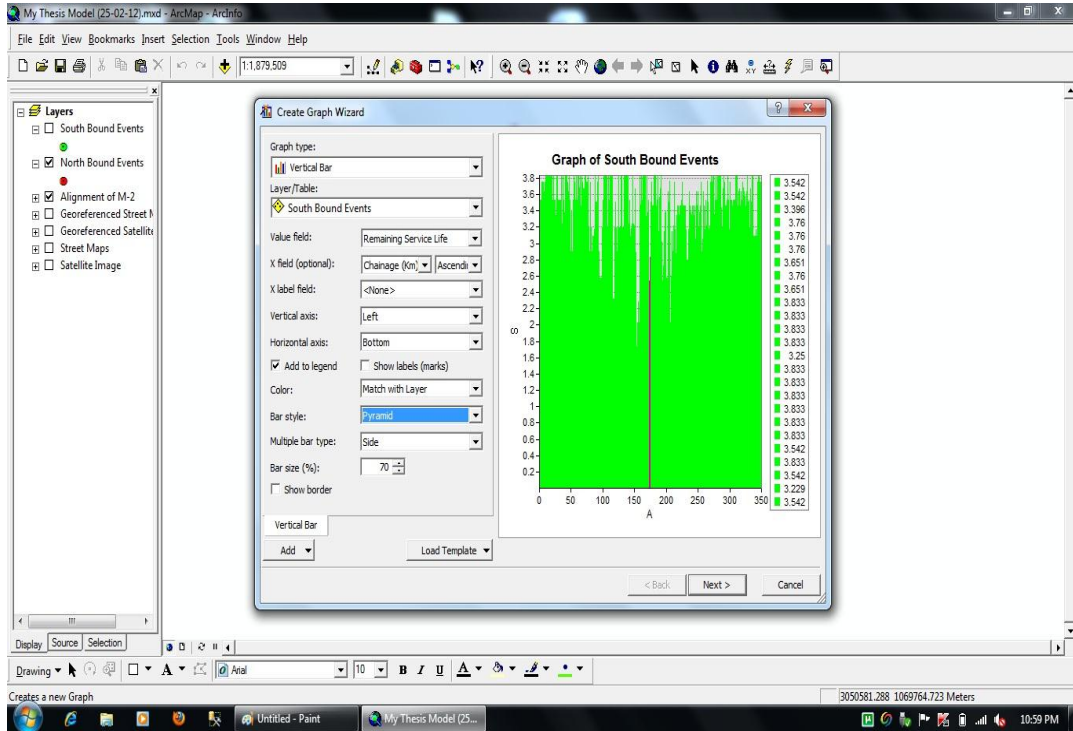 My Thesis Model (25-02-12).mxd - ArcMap - ArcInfo
File Edit View Bookmarks Insert Selection Tools Window Help
1:1,879,509
Layers
South Bound Events
North Bound Events
Alignment of M-2
Georeferenced Street M
Georeferenced Satellite
Street Maps
Satellite Image
Display Source Selection
Create Graph Wizard
Graph type:
Vertical Bar
Layer/Table:
South Bound Events
Value field: Remaining Service Life
X field (optional): Chainage (Km) Ascendin
X label field: <None>
Vertical axis: Left
Horizontal axis: Bottom
Add to legend Show labels (marks)
Color: Match with Layer
Bar style: Pyramid
Multiple bar type: Side
Bar size (%): 70
Show border
Vertical Bar
Add Load Template
Graph of South Bound Events
3.8
3.6
3.4
3.2
3
2.8
2.6
2.4
2.2
2
1.8
1.6
1.4
1.2
1
0.8
0.6
0.4
0.2
S
0 50 100 150 200 250 300 350
A
3.542
3.542
3.396
3.76
3.76
3.76
3.651
3.76
3.651
3.833
3.833
3.833
3.833
3.25
3.833
3.833
3.833
3.833
3.833
3.833
3.542
3.833
3.542
3.229
3.542
< Back Next > Cancel
Drawing A Arial 10 B I U A
Creates a new Graph
3050581.288 1069764.723 Meters
Untitled - Paint
My Thesis Model (25-...
10:59 PM